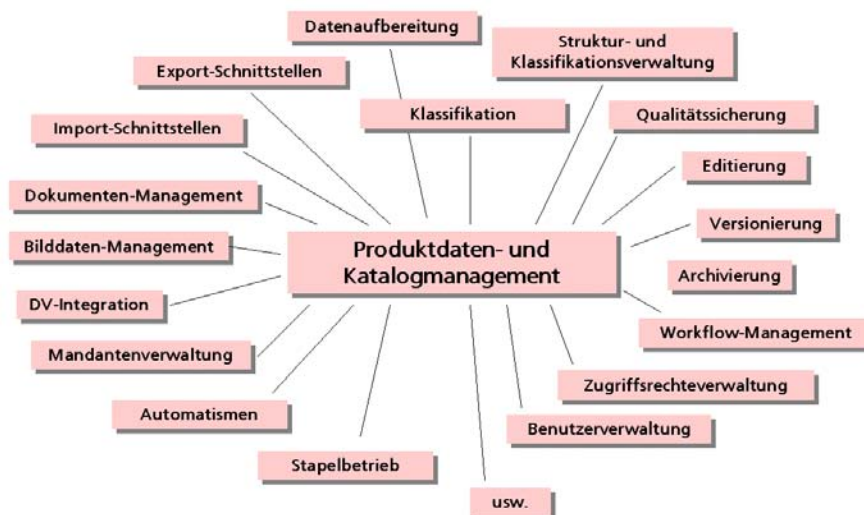 Datenaufbereitung
Struktur- und
Klassifikationsverwaltung
Export-Schnittstellen
Klassifikation
Qualitätssicherung
Import-Schnittstellen
Editierung
Dokumenten-Management
Versionierung
Bilddaten-Management
Produktdaten- und
Katalogmanagement
Archivierung
DV-Integration
Workflow-Management
Mandantenverwaltung
Zugriffsrechteverwaltung
Automatismen
Benutzerverwaltung
Stapelbetrieb
usw.